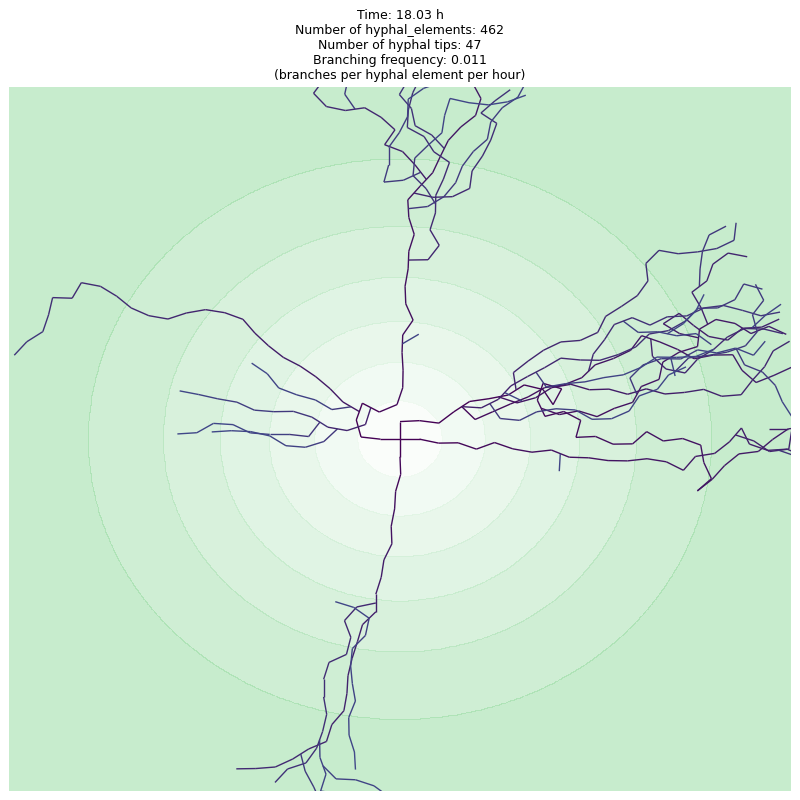 Time: 18.03 h
Number of hyphal_elements: 462
Number of hyphal tips: 47
Branching frequency: 0.011
(branches per hyphal element per hour)